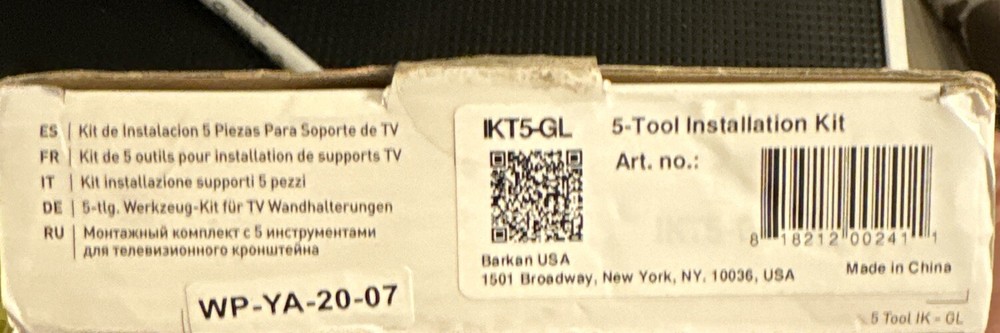 ES | Kit de Instalacion 5 Piezas Para Soporte de TV
FR | Kit de 5 outils pour installation de supports TV
IT | Kit installazione supporti 5 pezzi
DE | 5-tlg. Werkzeug-Kit für TV Wandhalterungen
RU | Монтажный комплект с 5 инструментами
для телевизионного кронштейна
WP-YA-20-07
IKT5-GL
5-Tool Installation Kit
Art. no.:
8 18212 00241 1
Barkan USA
1501 Broadway, New York, NY, 10036, USA
Made in China
5 Tool IK - GL